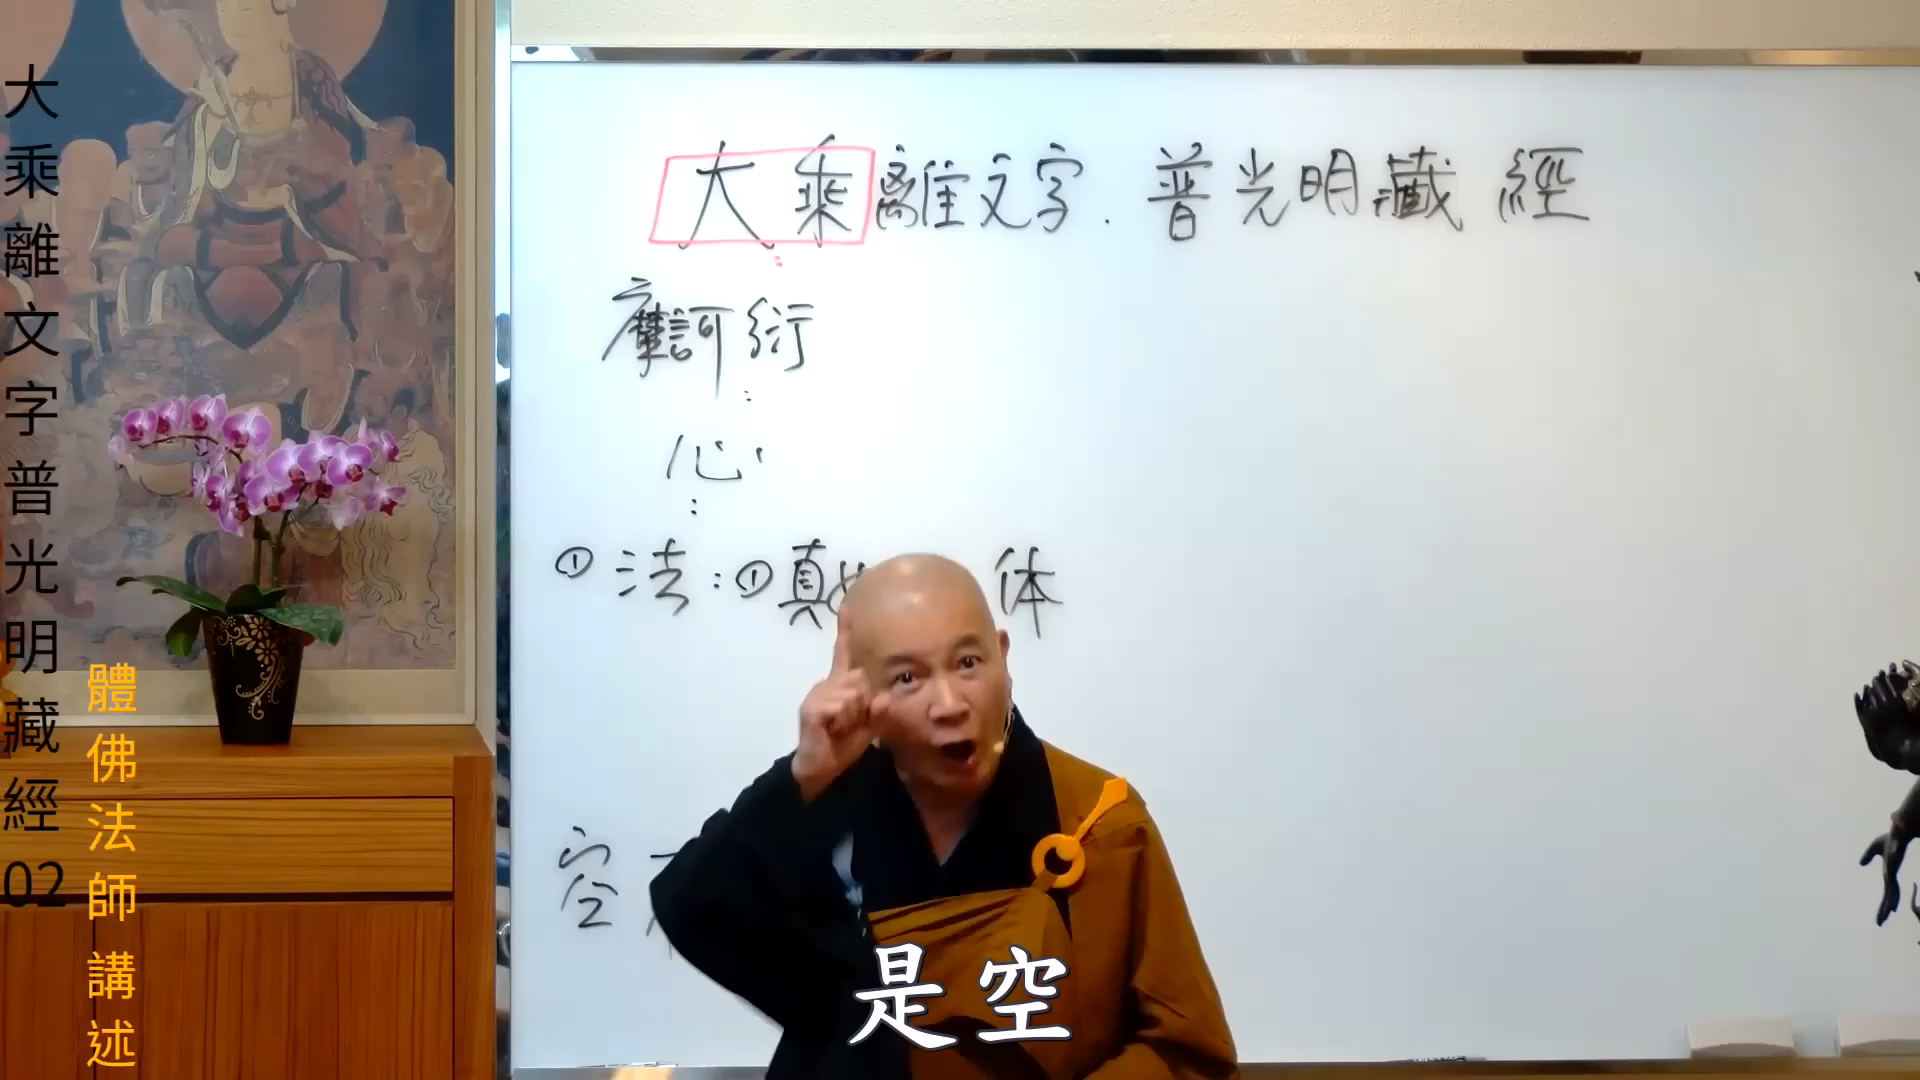 大乘離文字普光明藏經02
體佛法師講述
大乘離文字．普光明藏經
摩訶衍
心
① 法：① 真 体
空
是空